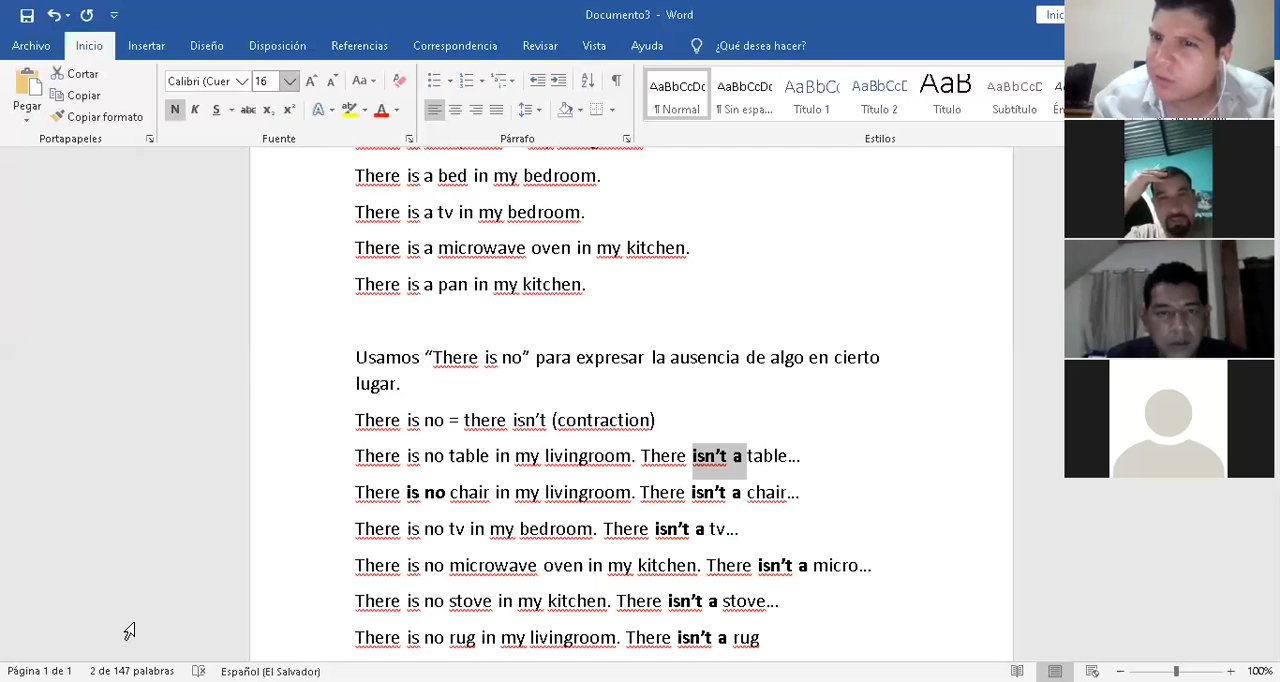 Documento3 - Word
Inic
Archivo Inicio Insertar Diseño Disposición Referencias Correspondencia Revisar Vista Ayuda ¿Qué desea hacer?
Pegar
Cortar
Copiar
Copiar formato
Portapapeles
Calibri (Cuer 16
Aa
N K S abc x₂ x² A ab A
Fuente
Párrafo
AaBbCcDc AaBbCcDc AaBbCc AaBbCcD AaB AaBbCcD
¶ Normal ¶ Sin espa... Título 1 Título 2 Título Subtítulo
Estilos
There is a bed in my bedroom.
There is a tv in my bedroom.
There is a microwave oven in my kitchen.
There is a pan in my kitchen.
Usamos “There is no” para expresar la ausencia de algo en cierto
lugar.
There is no = there isn’t (contraction)
There is no table in my livingroom. There isn’t a table...
There is no chair in my livingroom. There isn’t a chair...
There is no tv in my bedroom. There isn’t a tv...
There is no microwave oven in my kitchen. There isn’t a micro...
There is no stove in my kitchen. There isn’t a stove...
There is no rug in my livingroom. There isn’t a rug
Página 1 de 1 2 de 147 palabras Español (El Salvador) 100%